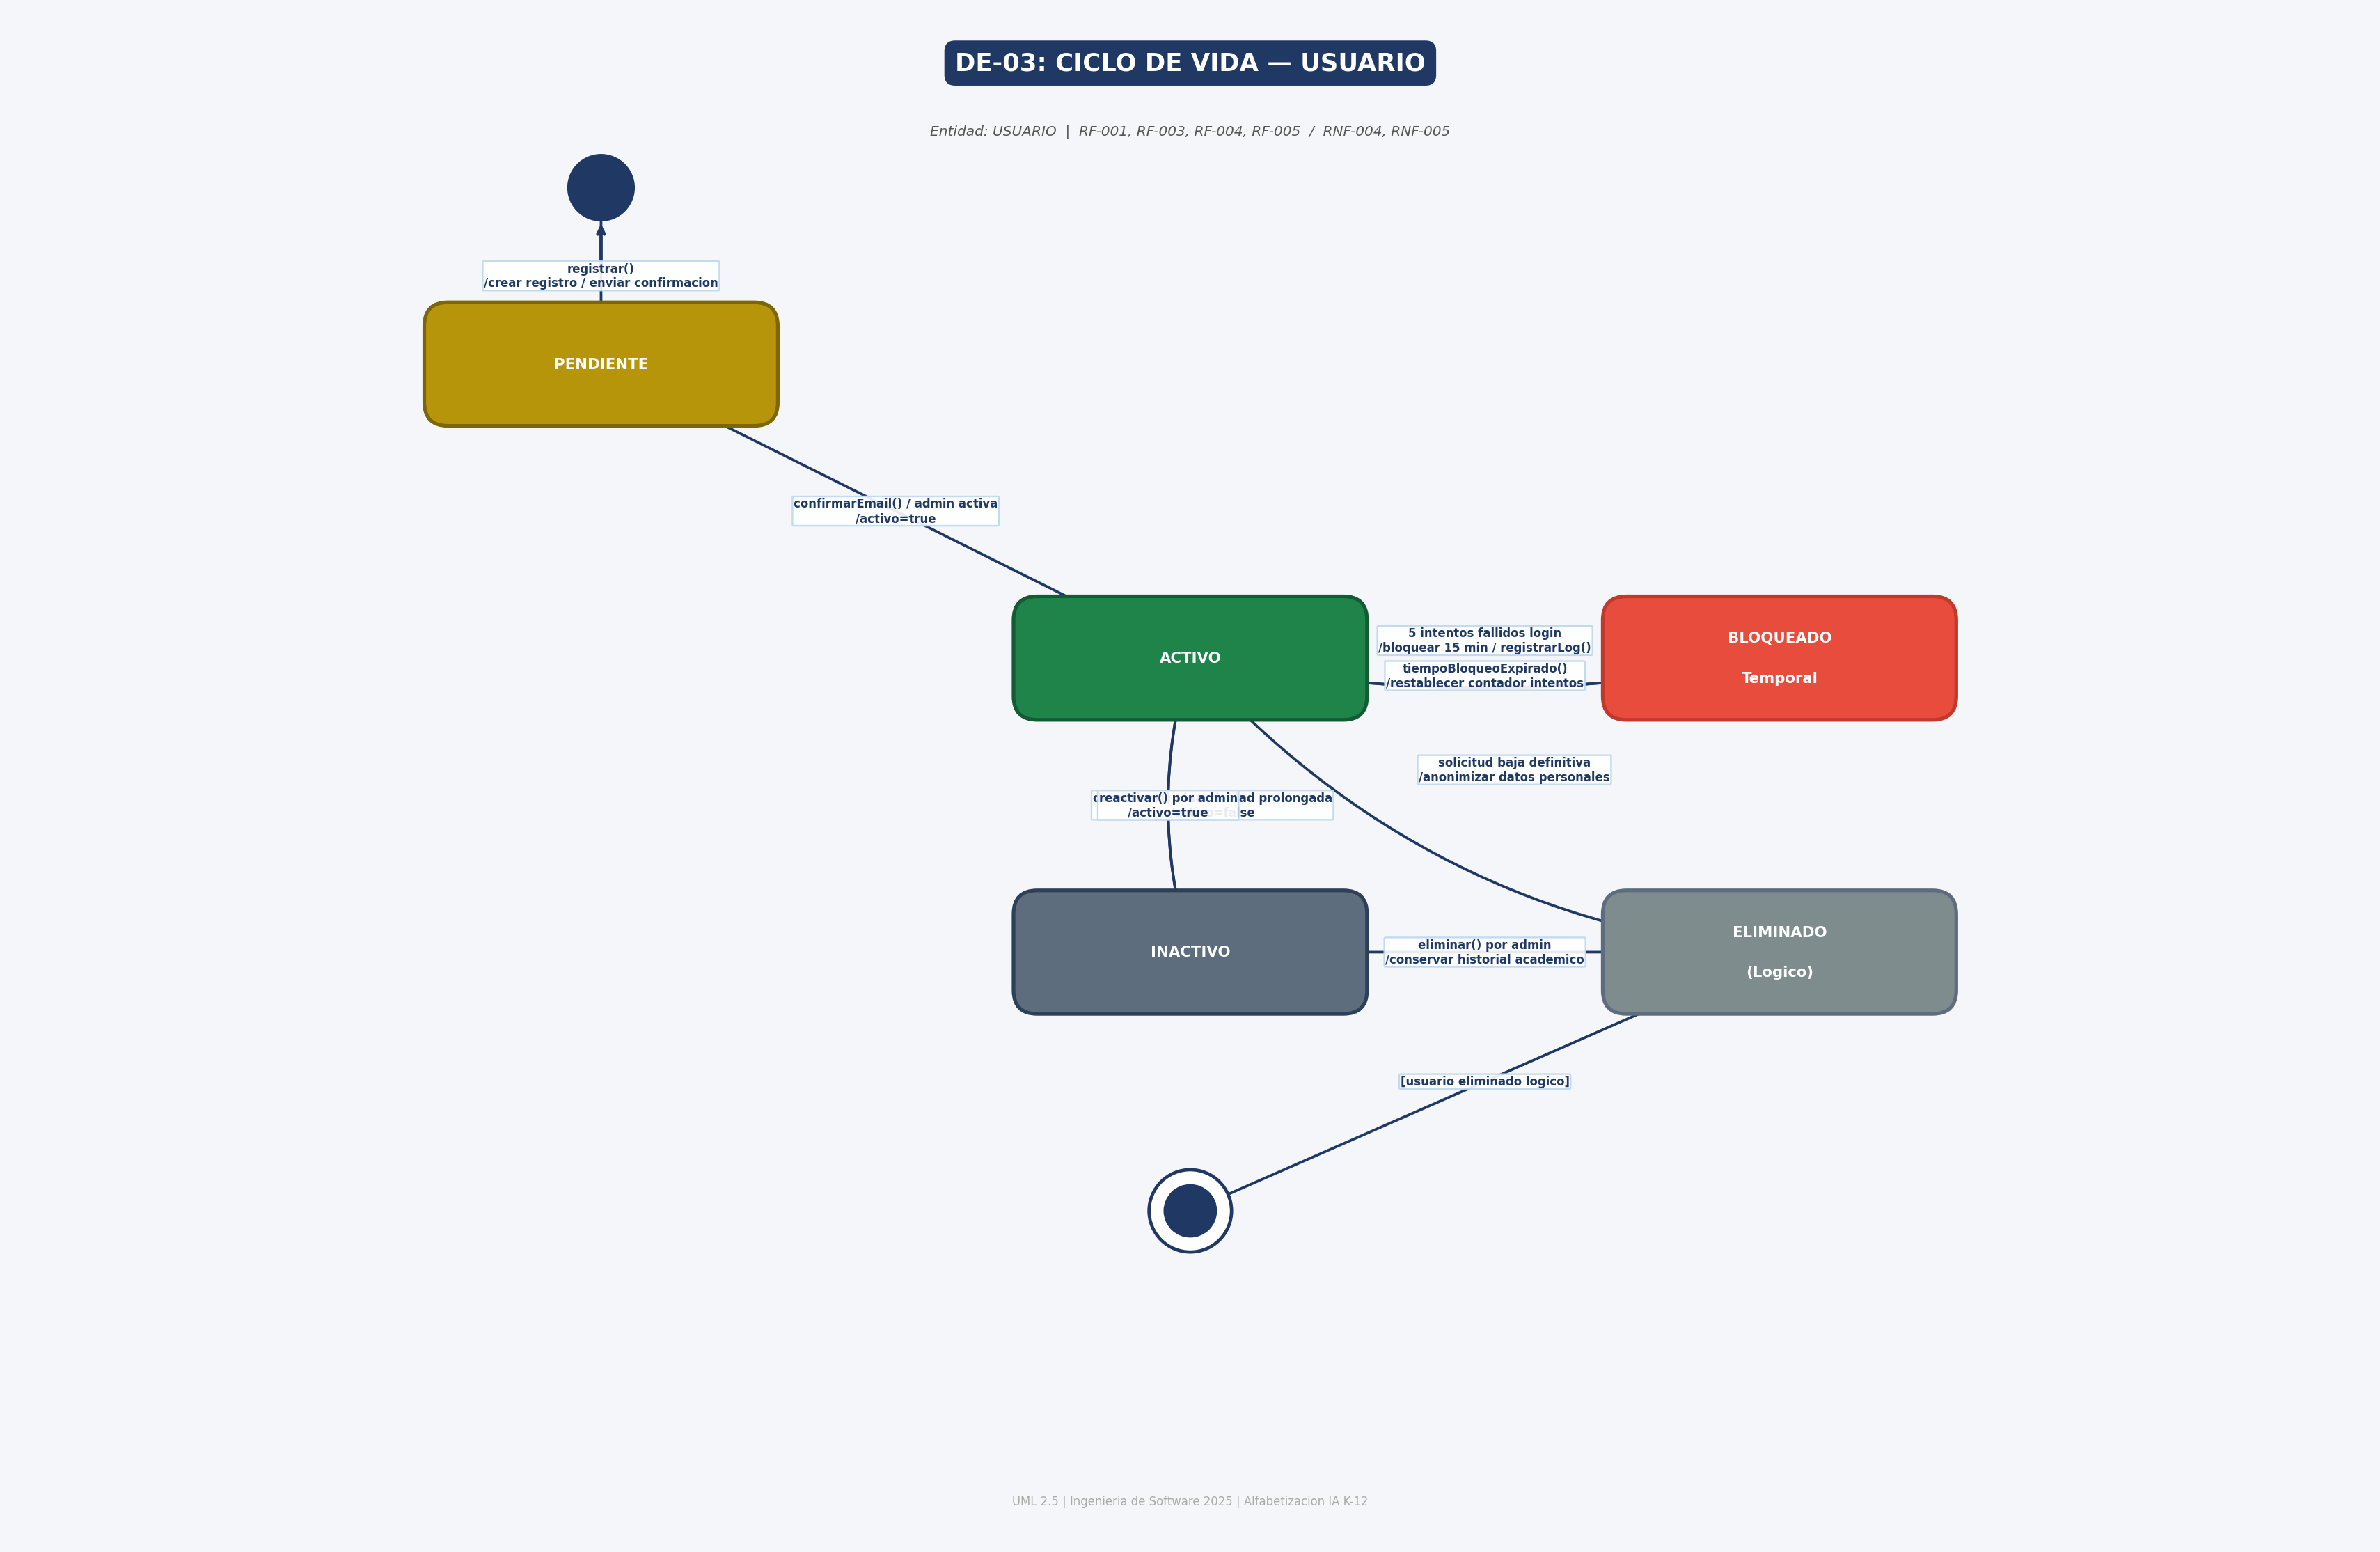 DE-03: CICLO DE VIDA — USUARIO
Entidad: USUARIO | RF-001, RF-003, RF-004, RF-005 / RNF-004, RNF-005
registrar()
/crear registro / enviar confirmacion
PENDIENTE
confirmarEmail() / admin activa
/activo=true
ACTIVO
5 intentos fallidos login
/bloquear 15 min / registrarLog()
tiempoBloqueoExpirado()
/restablecer contador intentos
BLOQUEADO
Temporal
solicitud baja definitiva
/anonimizar datos personales
reactivar() por admin
/activo=true
prolongada
INACTIVO
eliminar() por admin
/conservar historial academico
ELIMINADO
(Logico)
[usuario eliminado logico]
UML 2.5 | Ingenieria de Software 2025 | Alfabetizacion IA K-12